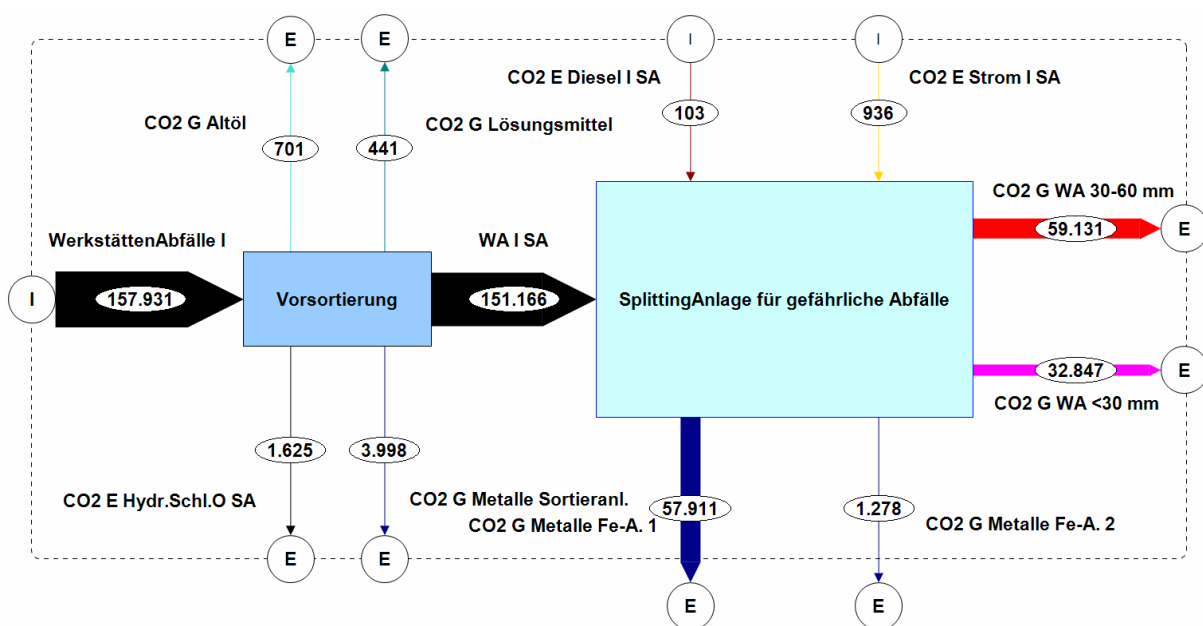 E
E
I
I
CO2 E Diesel I SA
CO2 E Strom I SA
103
936
CO2 G Altöl
CO2 G Lösungsmittel
701
441
CO2 G WA 30-60 mm
59.131
E
WerkstättenAbfälle I
WA I SA
I
157.931
Vorsortierung
151.166
SplittingAnlage für gefährliche Abfälle
32.847
E
CO2 G WA <30 mm
1.625
3.998
CO2 E Hydr.Schl.O SA
CO2 G Metalle Sortieranl.
CO2 G Metalle Fe-A. 1
57.911
1.278
CO2 G Metalle Fe-A. 2
E
E
E
E